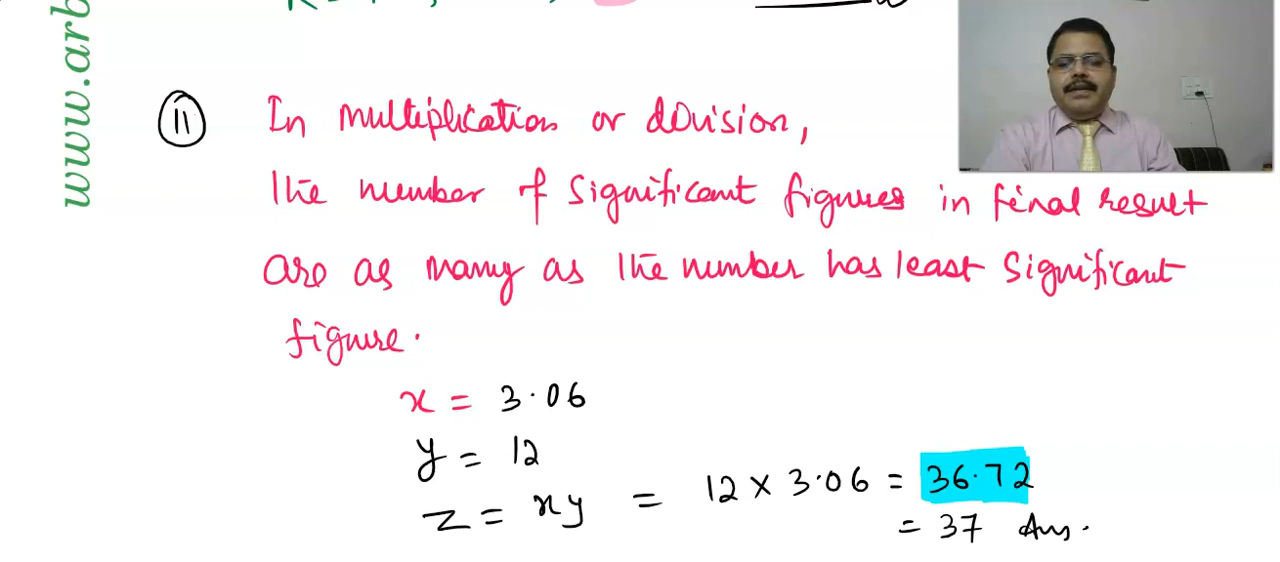 www.arb
(11) In multiplication or division,
the number of significant figures in final result
are as many as the number has least significant
figure.
x = 3.06
y = 12
z = xy = 12 x 3.06 = 36.72
= 37 Ans.